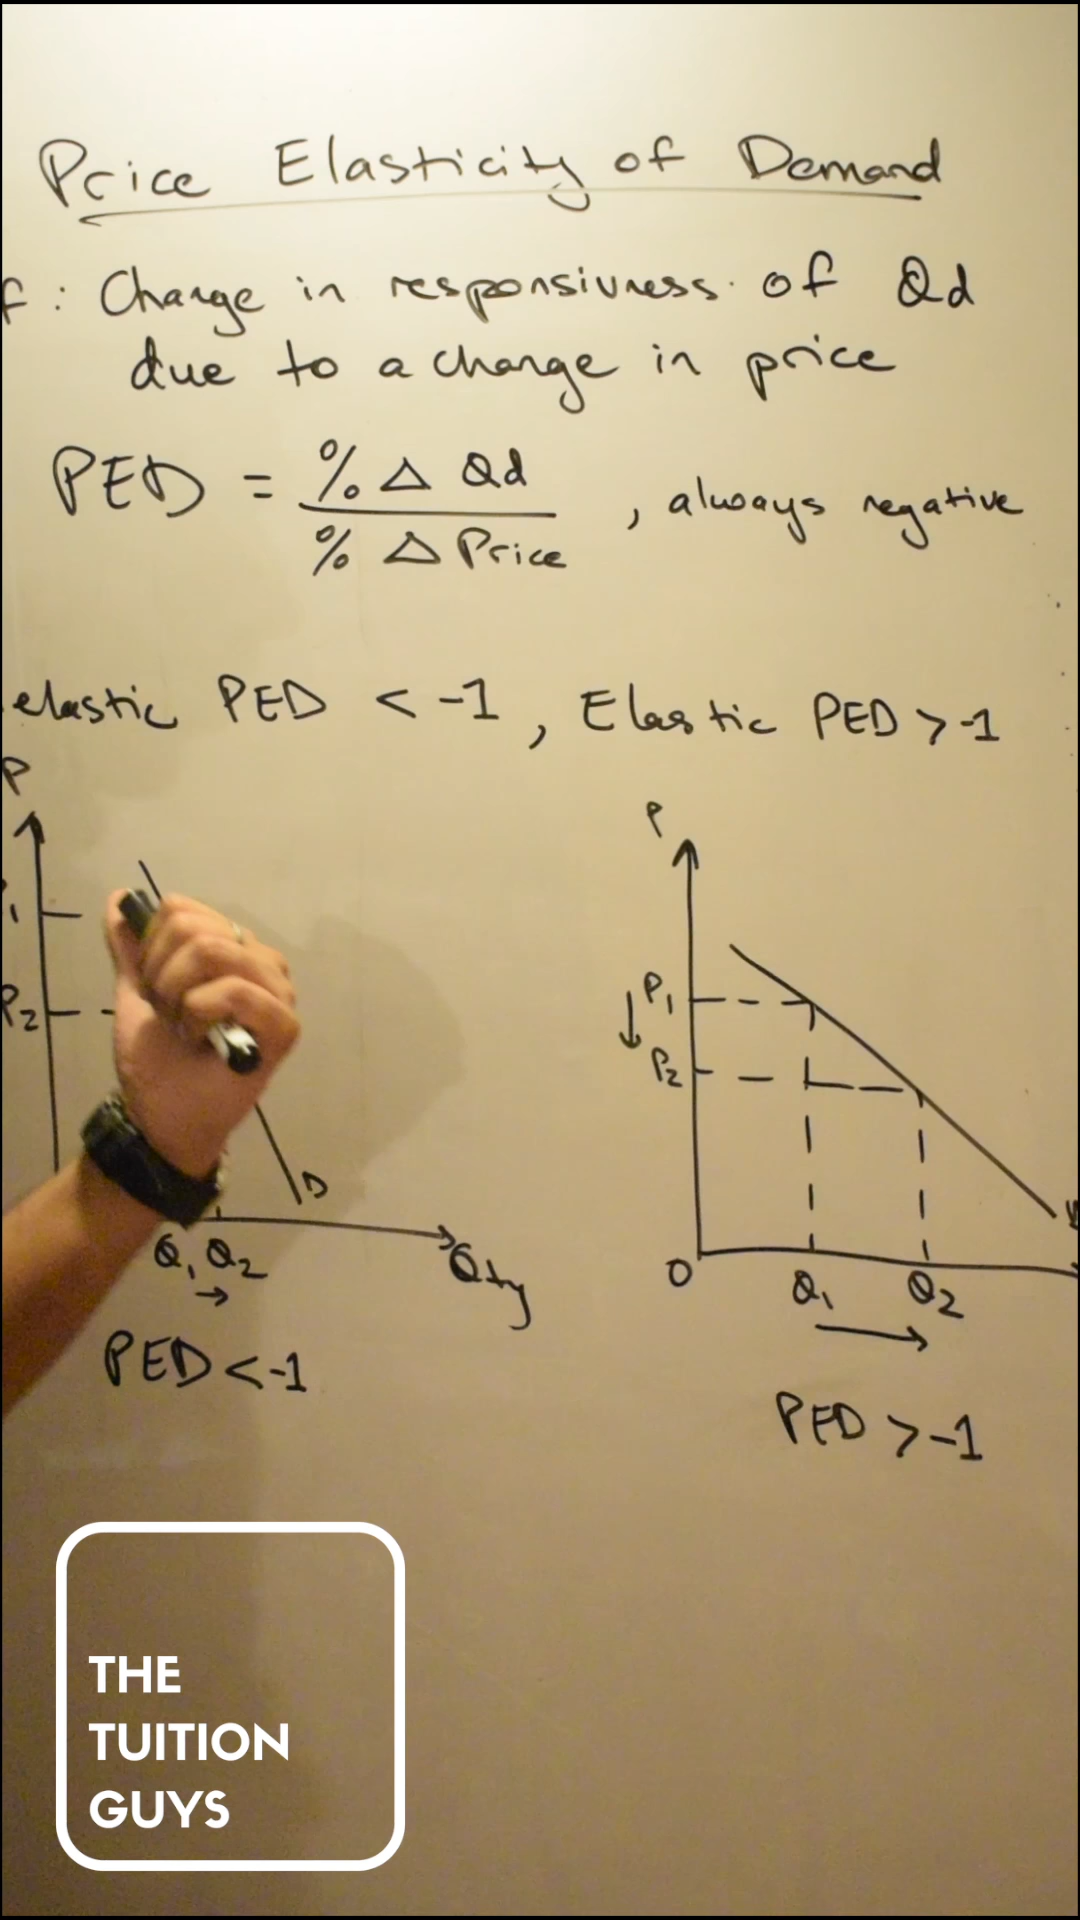 Price Elasticity of Demand
f: Change in responsivness of Qd
due to a change in price
PED = % Δ Qd , always negative
% Δ Price
elastic PED < -1, Elastic PED > -1
P
P
1
P2
D
Q1 Q2
Qty
PED < -1
P1
P2
O
Q1
Q2
PED > -1
THE
TUITION
GUYS